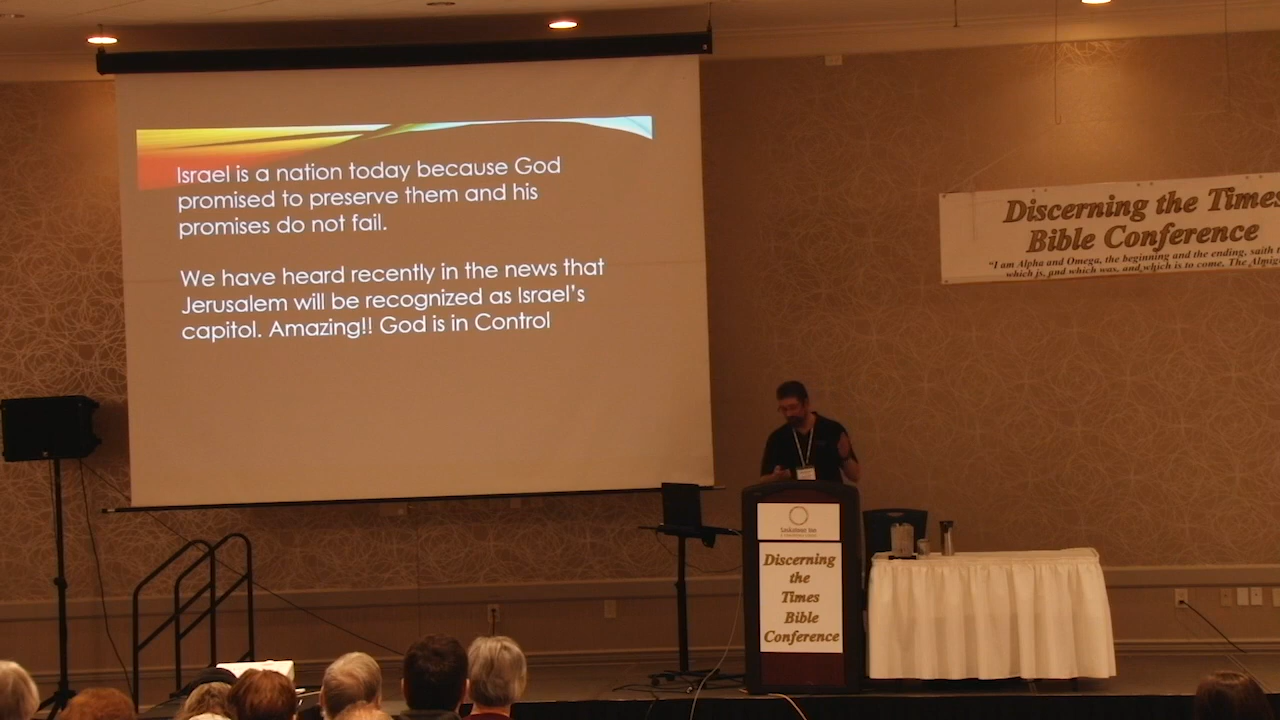 Israel is a nation today because God
promised to preserve them and his
promises do not fail.
We have heard recently in the news that
Jerusalem will be recognized as Israel's
capitol. Amazing!! God is in Control
Discerning the Times
Bible Conference
"I am Alpha and Omega, the beginning and the ending, saith
which is, and which was, and which is to come, The
Saskatoon Inn
Discerning
the
Times
Bible
Conference